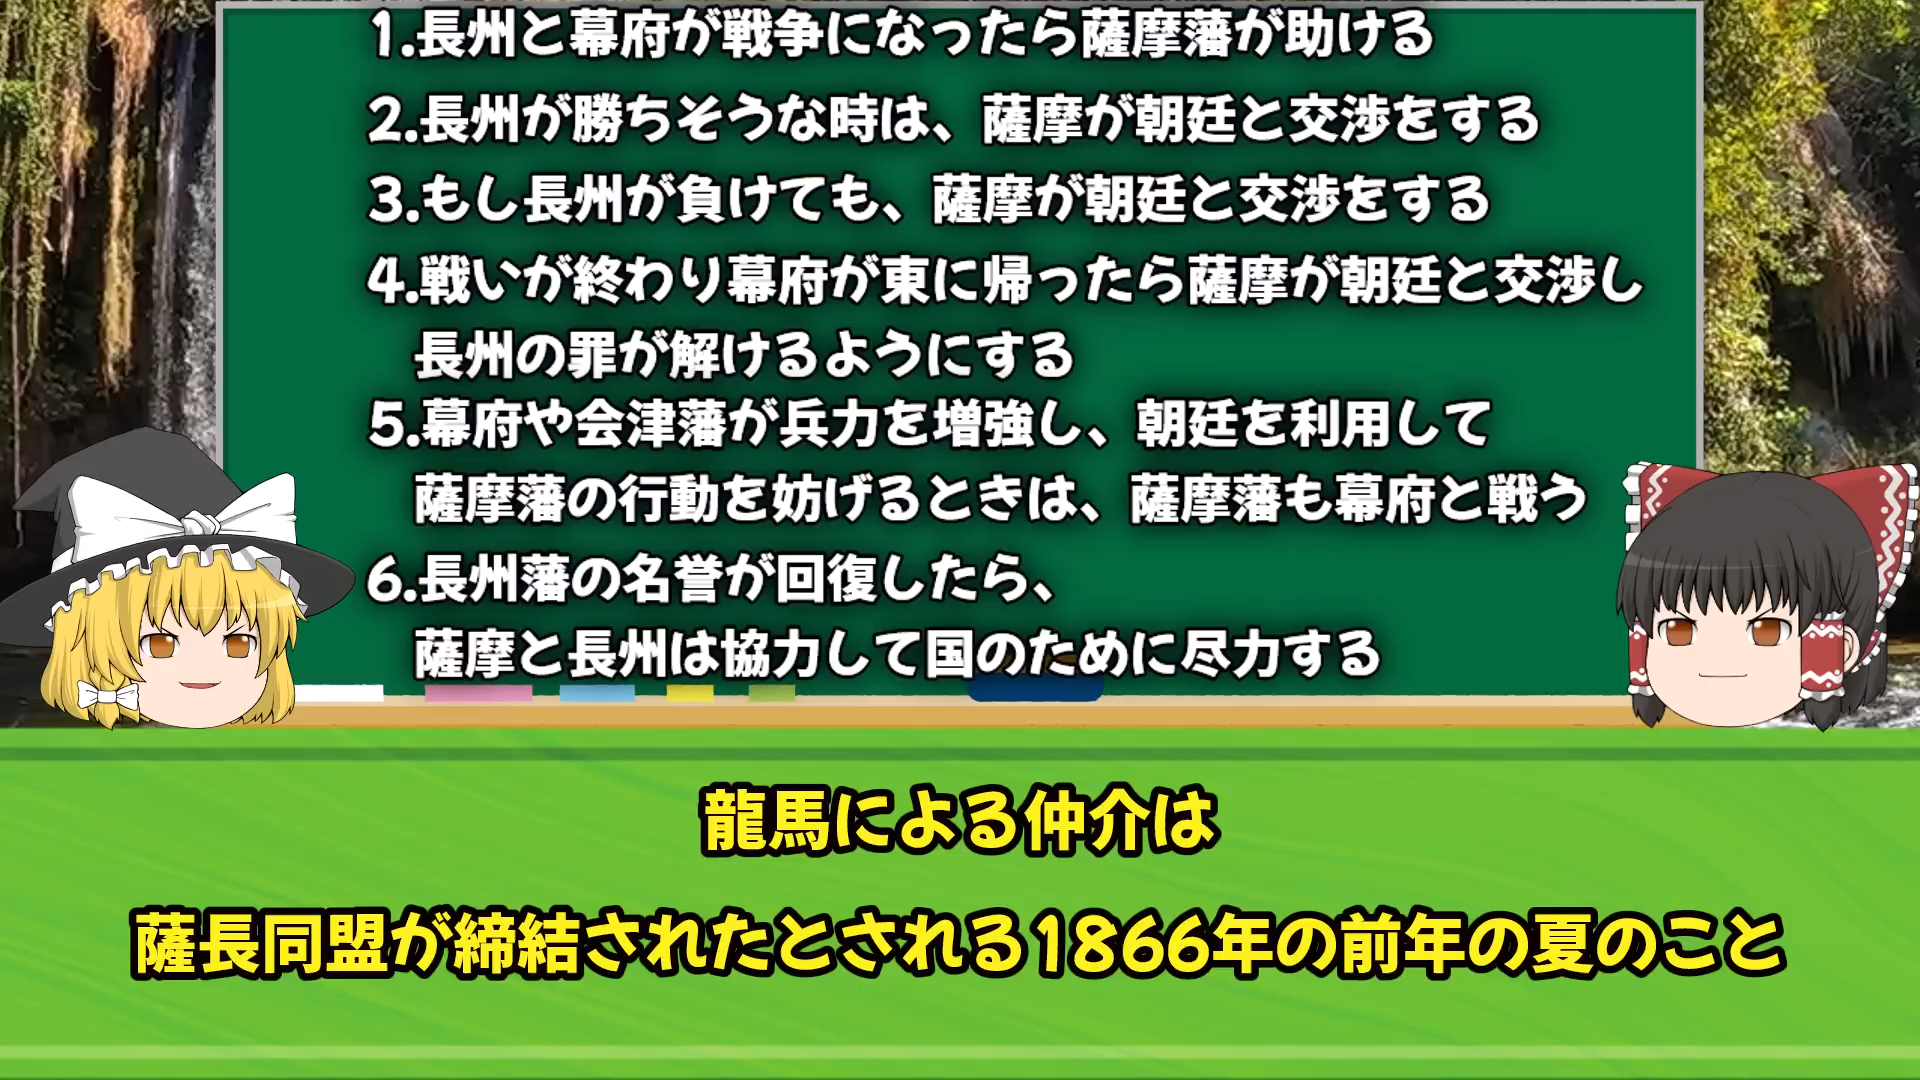 1.長州と幕府が戦争になったら薩摩藩が助ける
2.長州が勝ちそうな時は、薩摩が朝廷と交渉をする
3.もし長州が負けても、薩摩が朝廷と交渉をする
4.戦いが終わり幕府が東に帰ったら薩摩が朝廷と交渉し
長州の罪が解けるようにする
5.幕府や会津藩が兵力を増強し、朝廷を利用して
薩摩藩の行動を妨げるときは、薩摩藩も幕府と戦う
6.長州藩の名誉が回復したら、
薩摩と長州は協力して国のために尽力する
龍馬による仲介は
薩長同盟が締結されたとされる1866年の前年の夏のこと